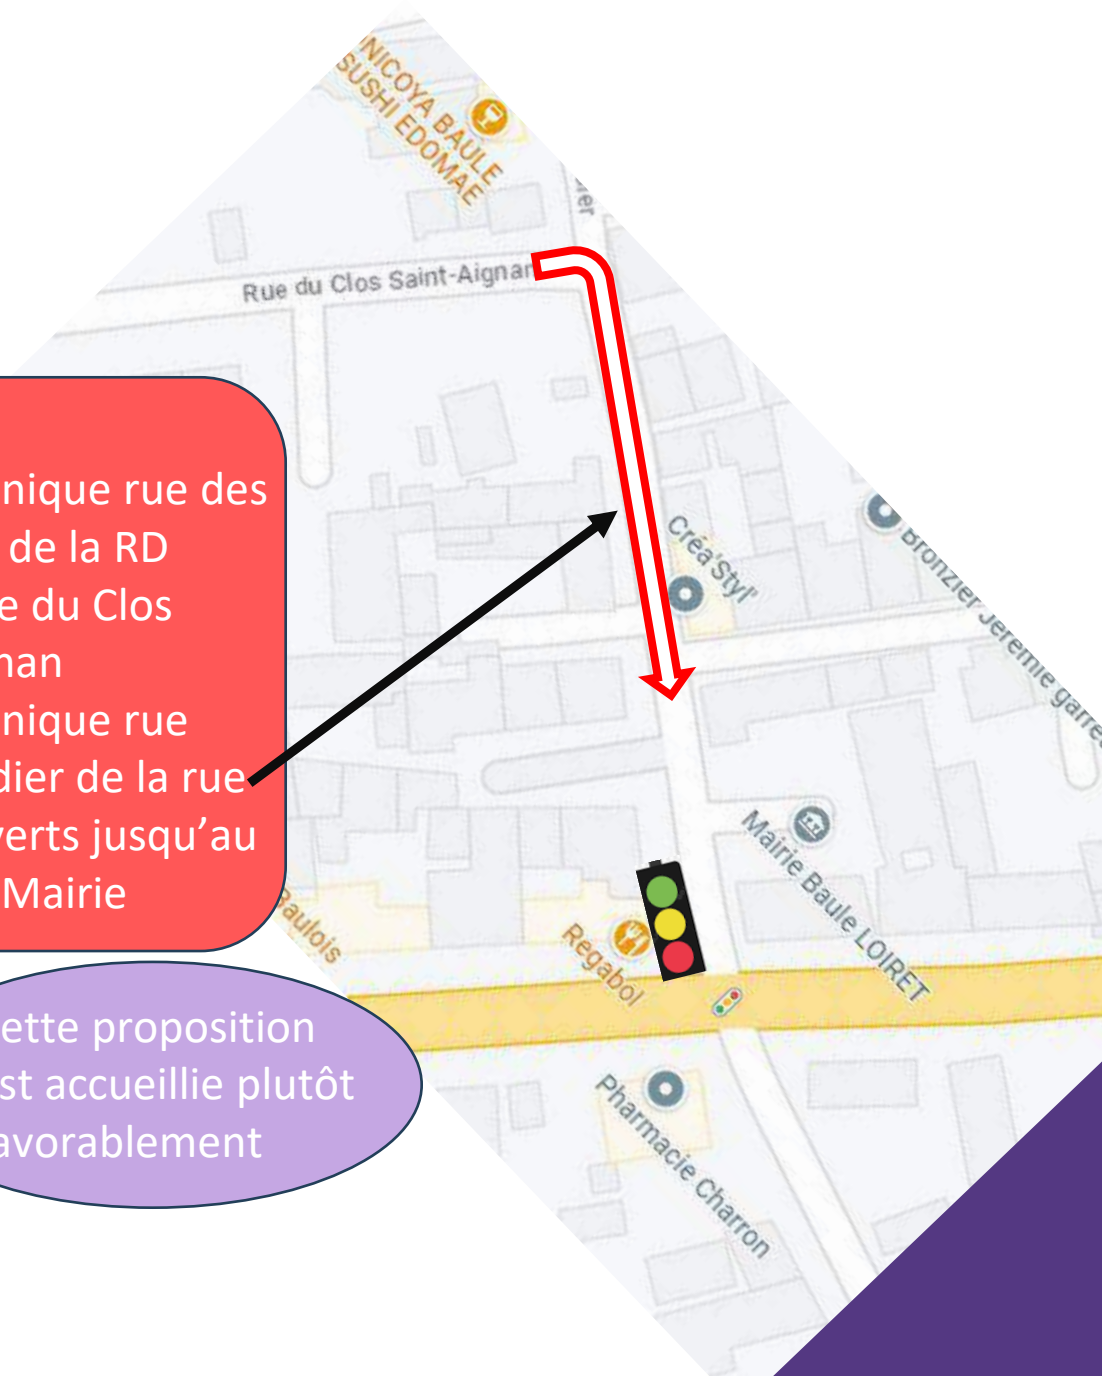 NICOYA BAULE
SUSHI EDOMAE
ier
Rue du Clos Saint-Aignan
nique rue des
de la RD
e du Clos
nan
nique rue
dier de la rue
verts jusqu’au
Mairie
Créa'Styl'
Bronzier Jeremie garre
Mairie Baule LOIRET
Baulois
Régabol
ette proposition
st accueillie plutôt
avorablement
Pharmacie Charron